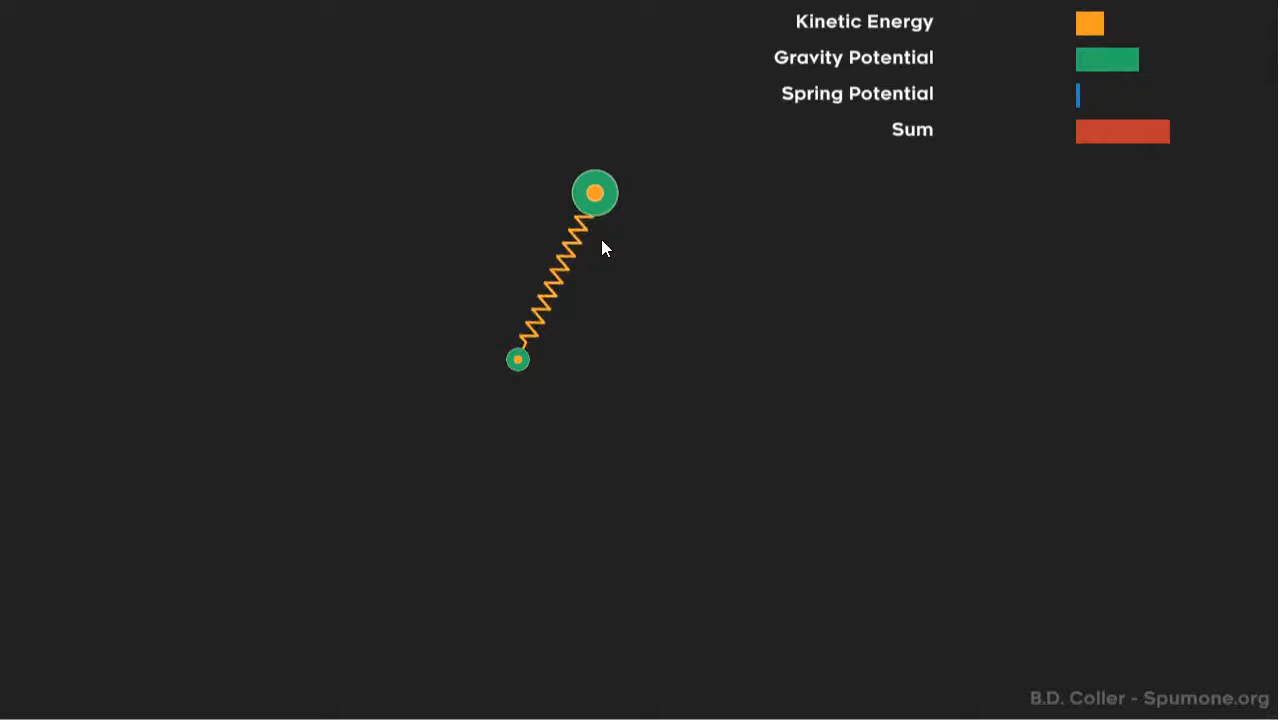 Kinetic Energy
Gravity Potential
Spring Potential
Sum
B.D. Coller - Spumone.org